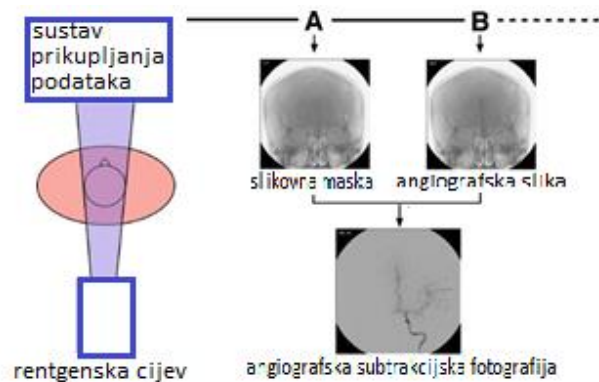 sustav
prikupljanja
podataka
A
B
slikovna maska
angiografska slika
rentgenska cijev
angiografska subtrakcijska fotografija